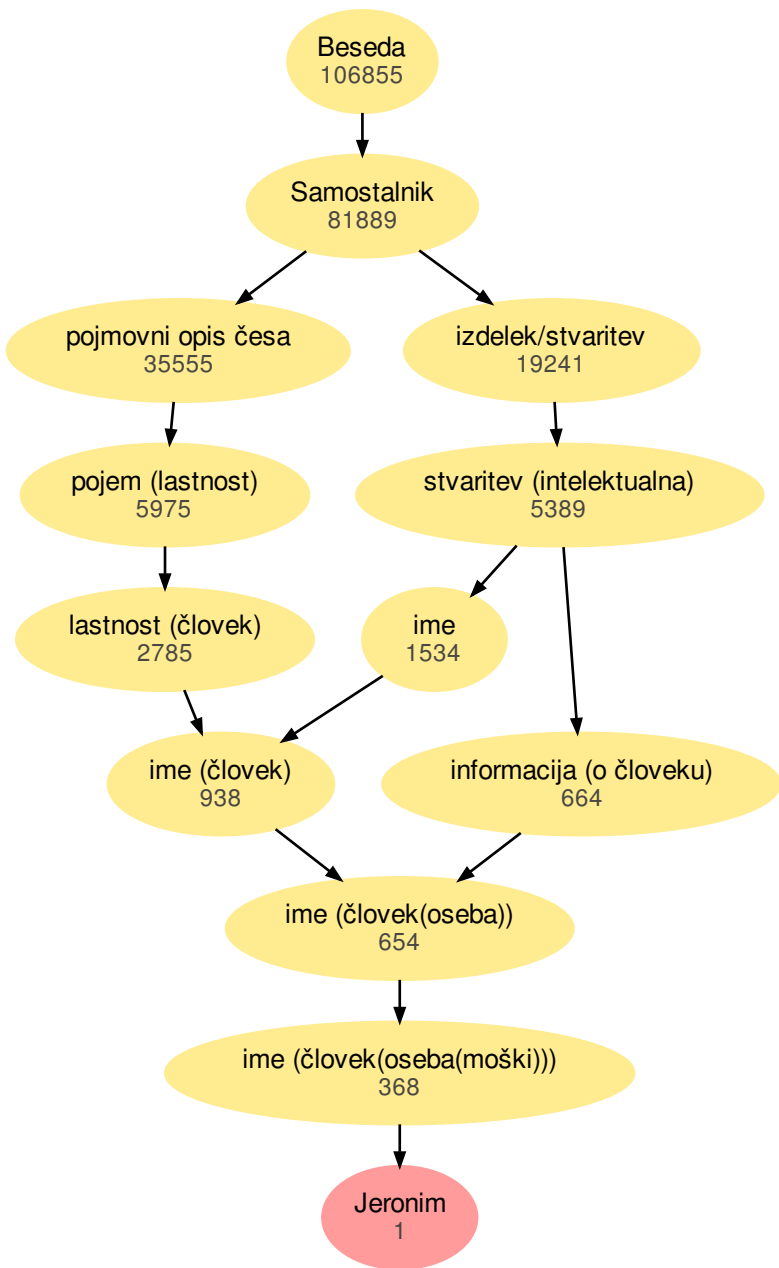 Beseda
106855
Samostalnik
81889
pojmovni opis česa
35555
izdelek/stvaritev
19241
pojem (lastnost)
5975
stvaritev (intelektualna)
5389
lastnost (človek)
2785
ime
1534
ime (človek)
938
informacija (o človeku)
664
ime (človek(oseba))
654
ime (človek(oseba(moški)))
368
Jeronim
1